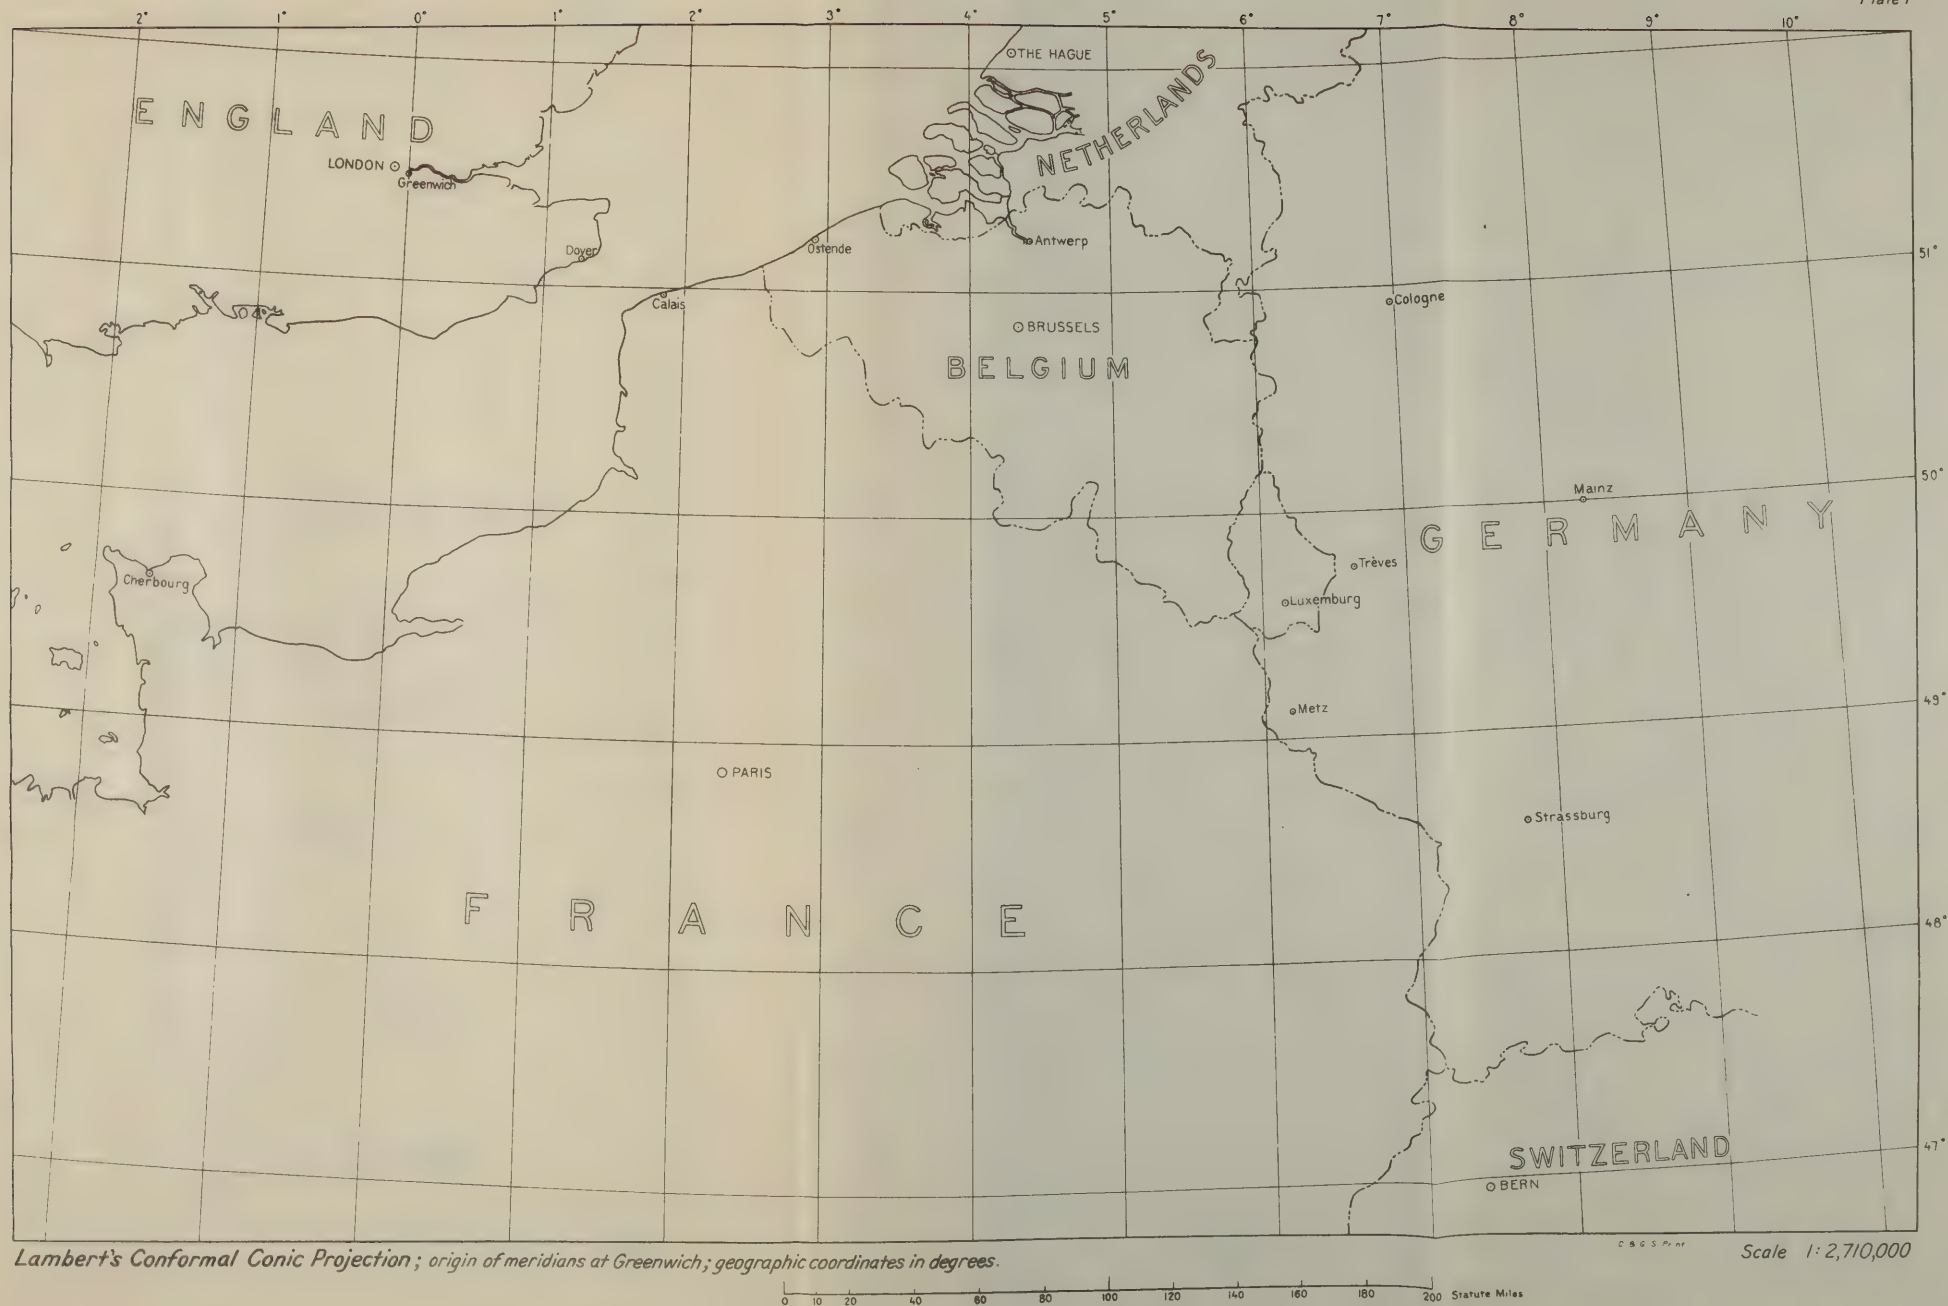 Plate I
2° 1° 0° 1° 2° 3° 4° 5° 6° 7° 8° 9° 10°
THE HAGUE
NETHERLANDS
ENGLAND
LONDON
Greenwich
Dover
Ostende
Antwerp
51°
Calais
Cologne
BRUSSELS
BELGIUM
50°
Mainz
GERMANY
Cherbourg
Trèves
Luxemburg
49°
Metz
PARIS
Strassburg
FRANCE
48°
47°
SWITZERLAND
BERN
C & G S Print
Lambert's Conformal Conic Projection; origin of meridians at Greenwich; geographic coordinates in degrees.
Scale 1:2,710,000
0 10 20 40 60 80 100 120 140 160 180 200 Statute Miles